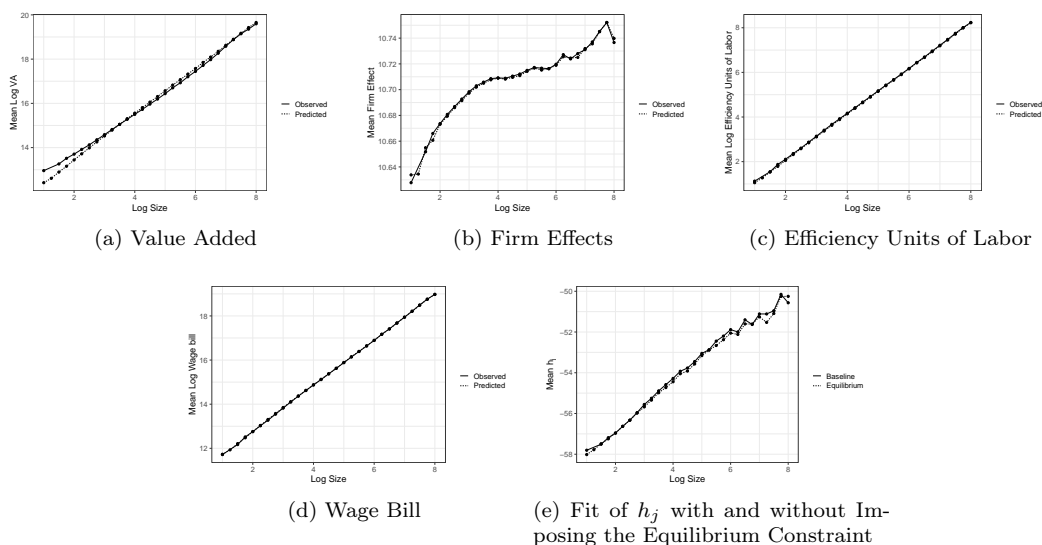 Mean Log VA
18
16
14
2
4
6
8
Log Size
Observed
Predicted
(a) Value Added
Mean Firm Effect
10.74
10.72
10.70
10.66
10.64
2
4
6
8
Log Size
Observed
Predicted
(b) Firm Effects
Mean Log Efficiency Units of Labor
8
6
4
2
2
4
6
8
Log Size
Observed
Predicted
(c) Efficiency Units of Labor
Mean Log Wage bill
18
16
14
12
2
4
6
8
Log Size
Observed
Predicted
(d) Wage Bill
Mean hj
−50
−52
−54
−56
−58
2
4
6
8
Log Size
Baseline
Equilibrium
(e) Fit of hj with and without Im-
posing the Equilibrium Constraint